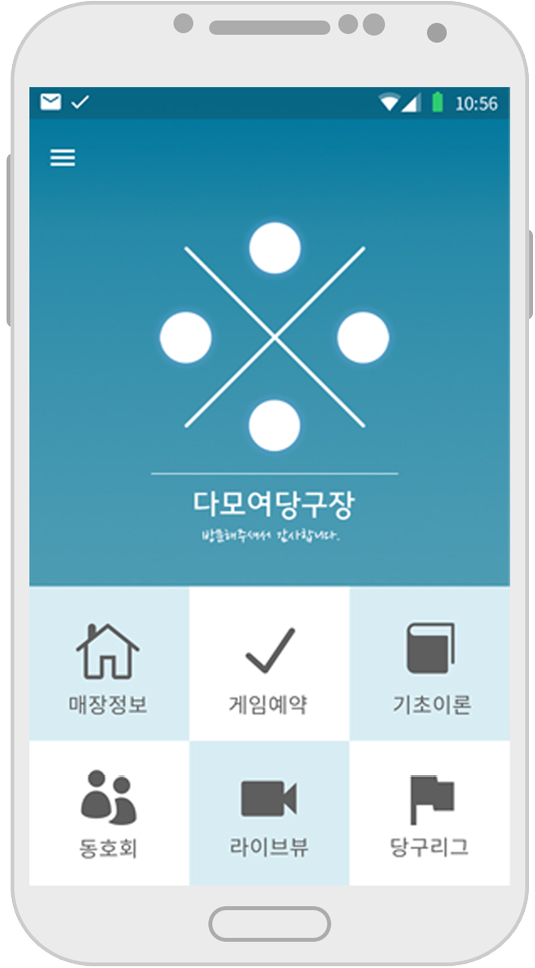 10:56
다모여당구장
방문해주셔서 감사합니다.
매장정보
게임예약
기초이론
동호회
라이브뷰
당구리그